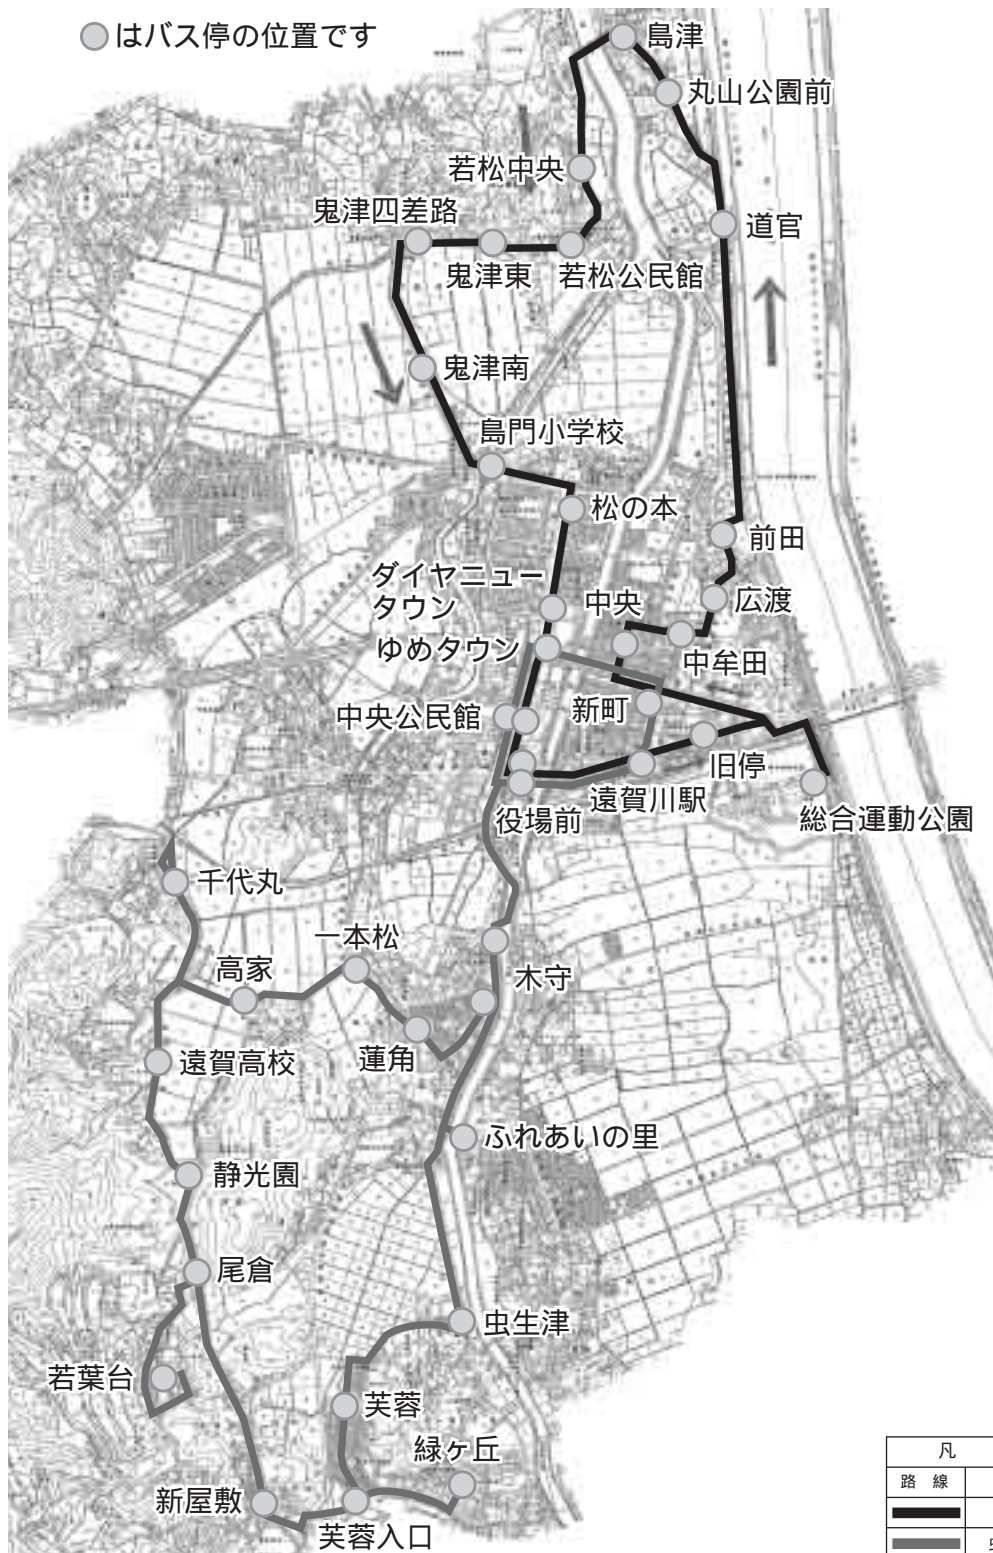 はバス停の位置です
島津
丸山公園前
若松中央
鬼津四差路
道官
鬼津東
若松公民館
鬼津南
島門小学校
松の本
前田
ダイヤニュー
タウン
中央
広渡
ゆめタウン
中牟田
中央公民館
新町
旧停
遠賀川駅
役場前
総合運動公園
千代丸
一本松
高家
木守
蓮角
遠賀高校
ふれあいの里
静光園
尾倉
虫生津
若葉台
芙蓉
緑ヶ丘
新屋敷
芙蓉入口
凡
路 線